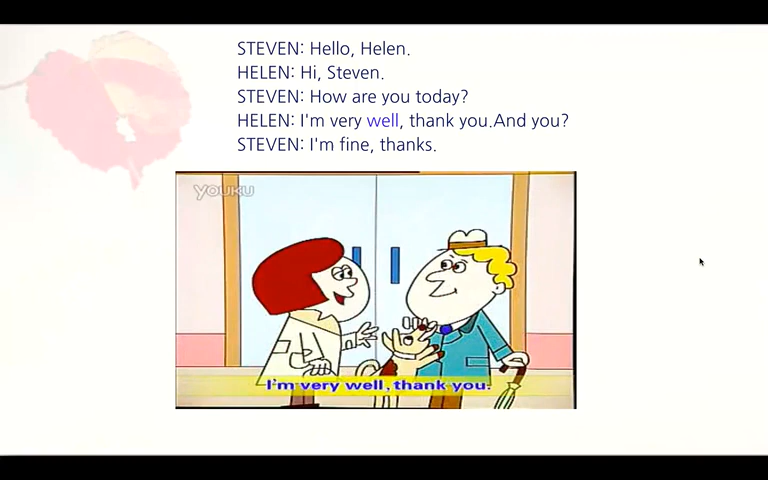 STEVEN: Hello, Helen.
HELEN: Hi, Steven.
STEVEN: How are you today?
HELEN: I'm very well, thank you.And you?
STEVEN: I'm fine, thanks.
YOUKU
I'm very well, thank you.